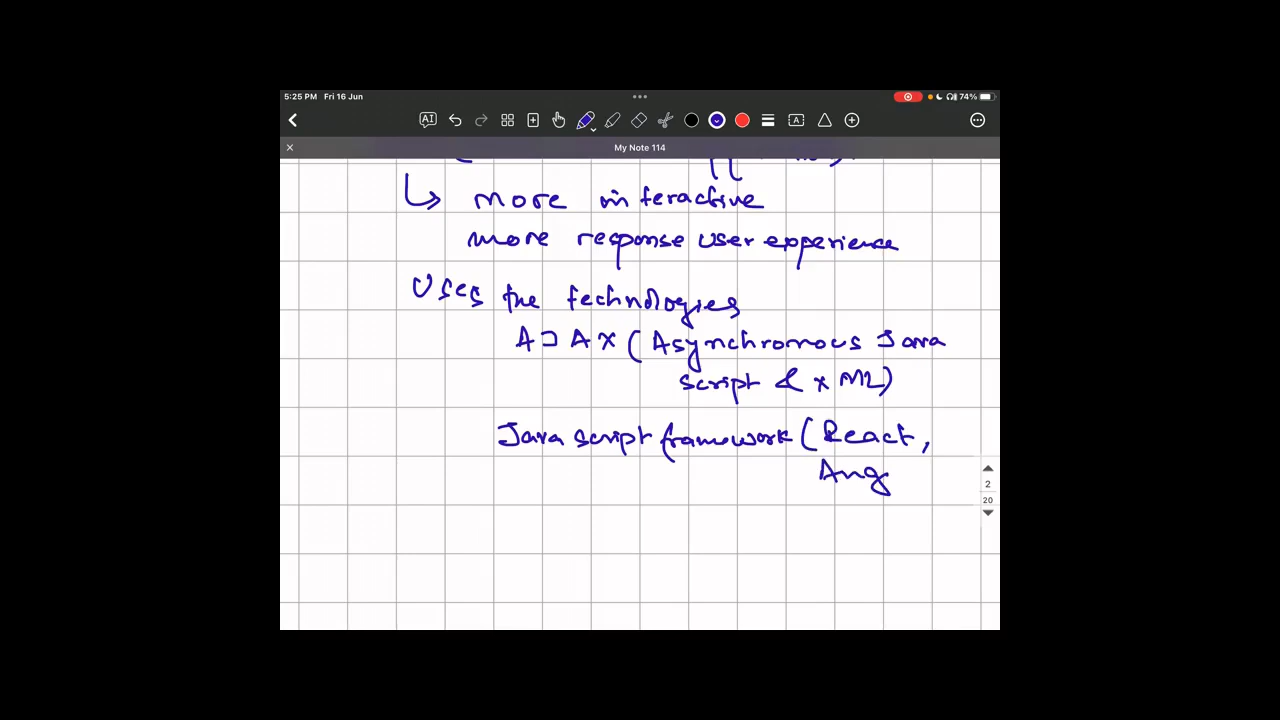 5:25 PM Fri 16 Jun
74%
AI
A
My Note 114
more interactive
more response user experience
Uses the technologies
AJAX (Asynchronous Java
script & XML)
Java script framework (React,
Ang
2
20